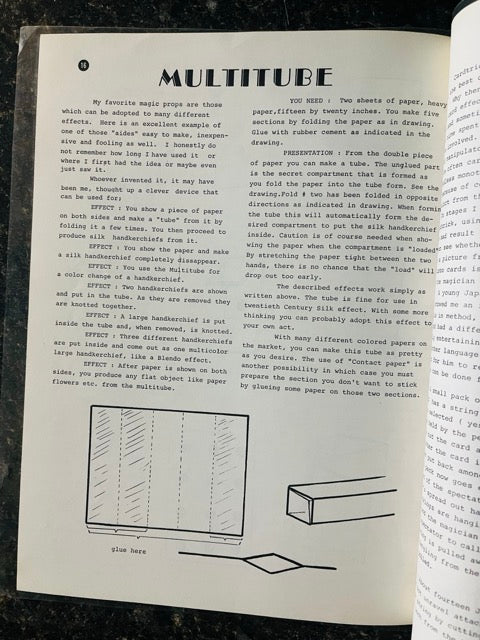 16
MULTITUBE
My favorite magic props are those
which can be adopted to many different
effects. Here is an excellent example of
one of those "aides" easy to make, inexpen-
sive and fooling as well. I honestly do
not remember how long I have used it or
where I first had the idea or maybe even
just saw it.
Whoever invented it, it may have
been me, thought up a clever device that
can be used for;
EFFECT : You show a piece of paper
on both sides and make a "tube" from it by
folding it a few times. You then proceed to
produce silk handkerchiefs from it.
EFFECT : You show the paper and make
a silk handkerchief completely dissappear.
EFFECT : You use the Multitube for
a color change of a handkerchief.
EFFECT : Two handkerchiefs are shown
and put in the tube. As they are removed they
are knotted together.
EFFECT : A large handkerchief is put
inside the tube and, when removed, is knotted.
EFFECT : Three different handkerchiefs
are put inside and come out as one multicolor
large handkerchief, like a Blendo effect.
EFFECT : After paper is shown on both
sides, you produce any flat object like paper
flowers etc. from the multitube.
YOU NEED : Two sheets of paper, heavy
paper,fifteen by twenty inches. You make five
sections by folding the paper as in drawing.
Glue with rubber cement as indicated in the
drawing.
PRESENTATION : From the double piece
of paper you can make a tube. The unglued part
is the secret compartment that is formed as
you fold the paper into the tube form. See the
drawing.Fold # two has been folded in opposite
directions as indicated in drawing. When formin
the tube this will automatically form the de-
sired compartment to put the silk handkerchief
inside. Caution is of course needed when sho-
wing the paper when the compartment is "loaded"
By stretching the paper tight between the two
hands, there is no chance that the "load" will
drop out too early.
The described effects work simply as
written above. The tube is fine for use in
twentieth Century Silk effect. With some more
thinking you can probably adopt this effect to
your own act.
With many different colored papers on
the market, you can make this tube as pretty
as you desire. The use of "Contact paper" is
another possibility in which case you must
prepare the section you don't want to stick
by glueing some paper on those two sections.
glue here